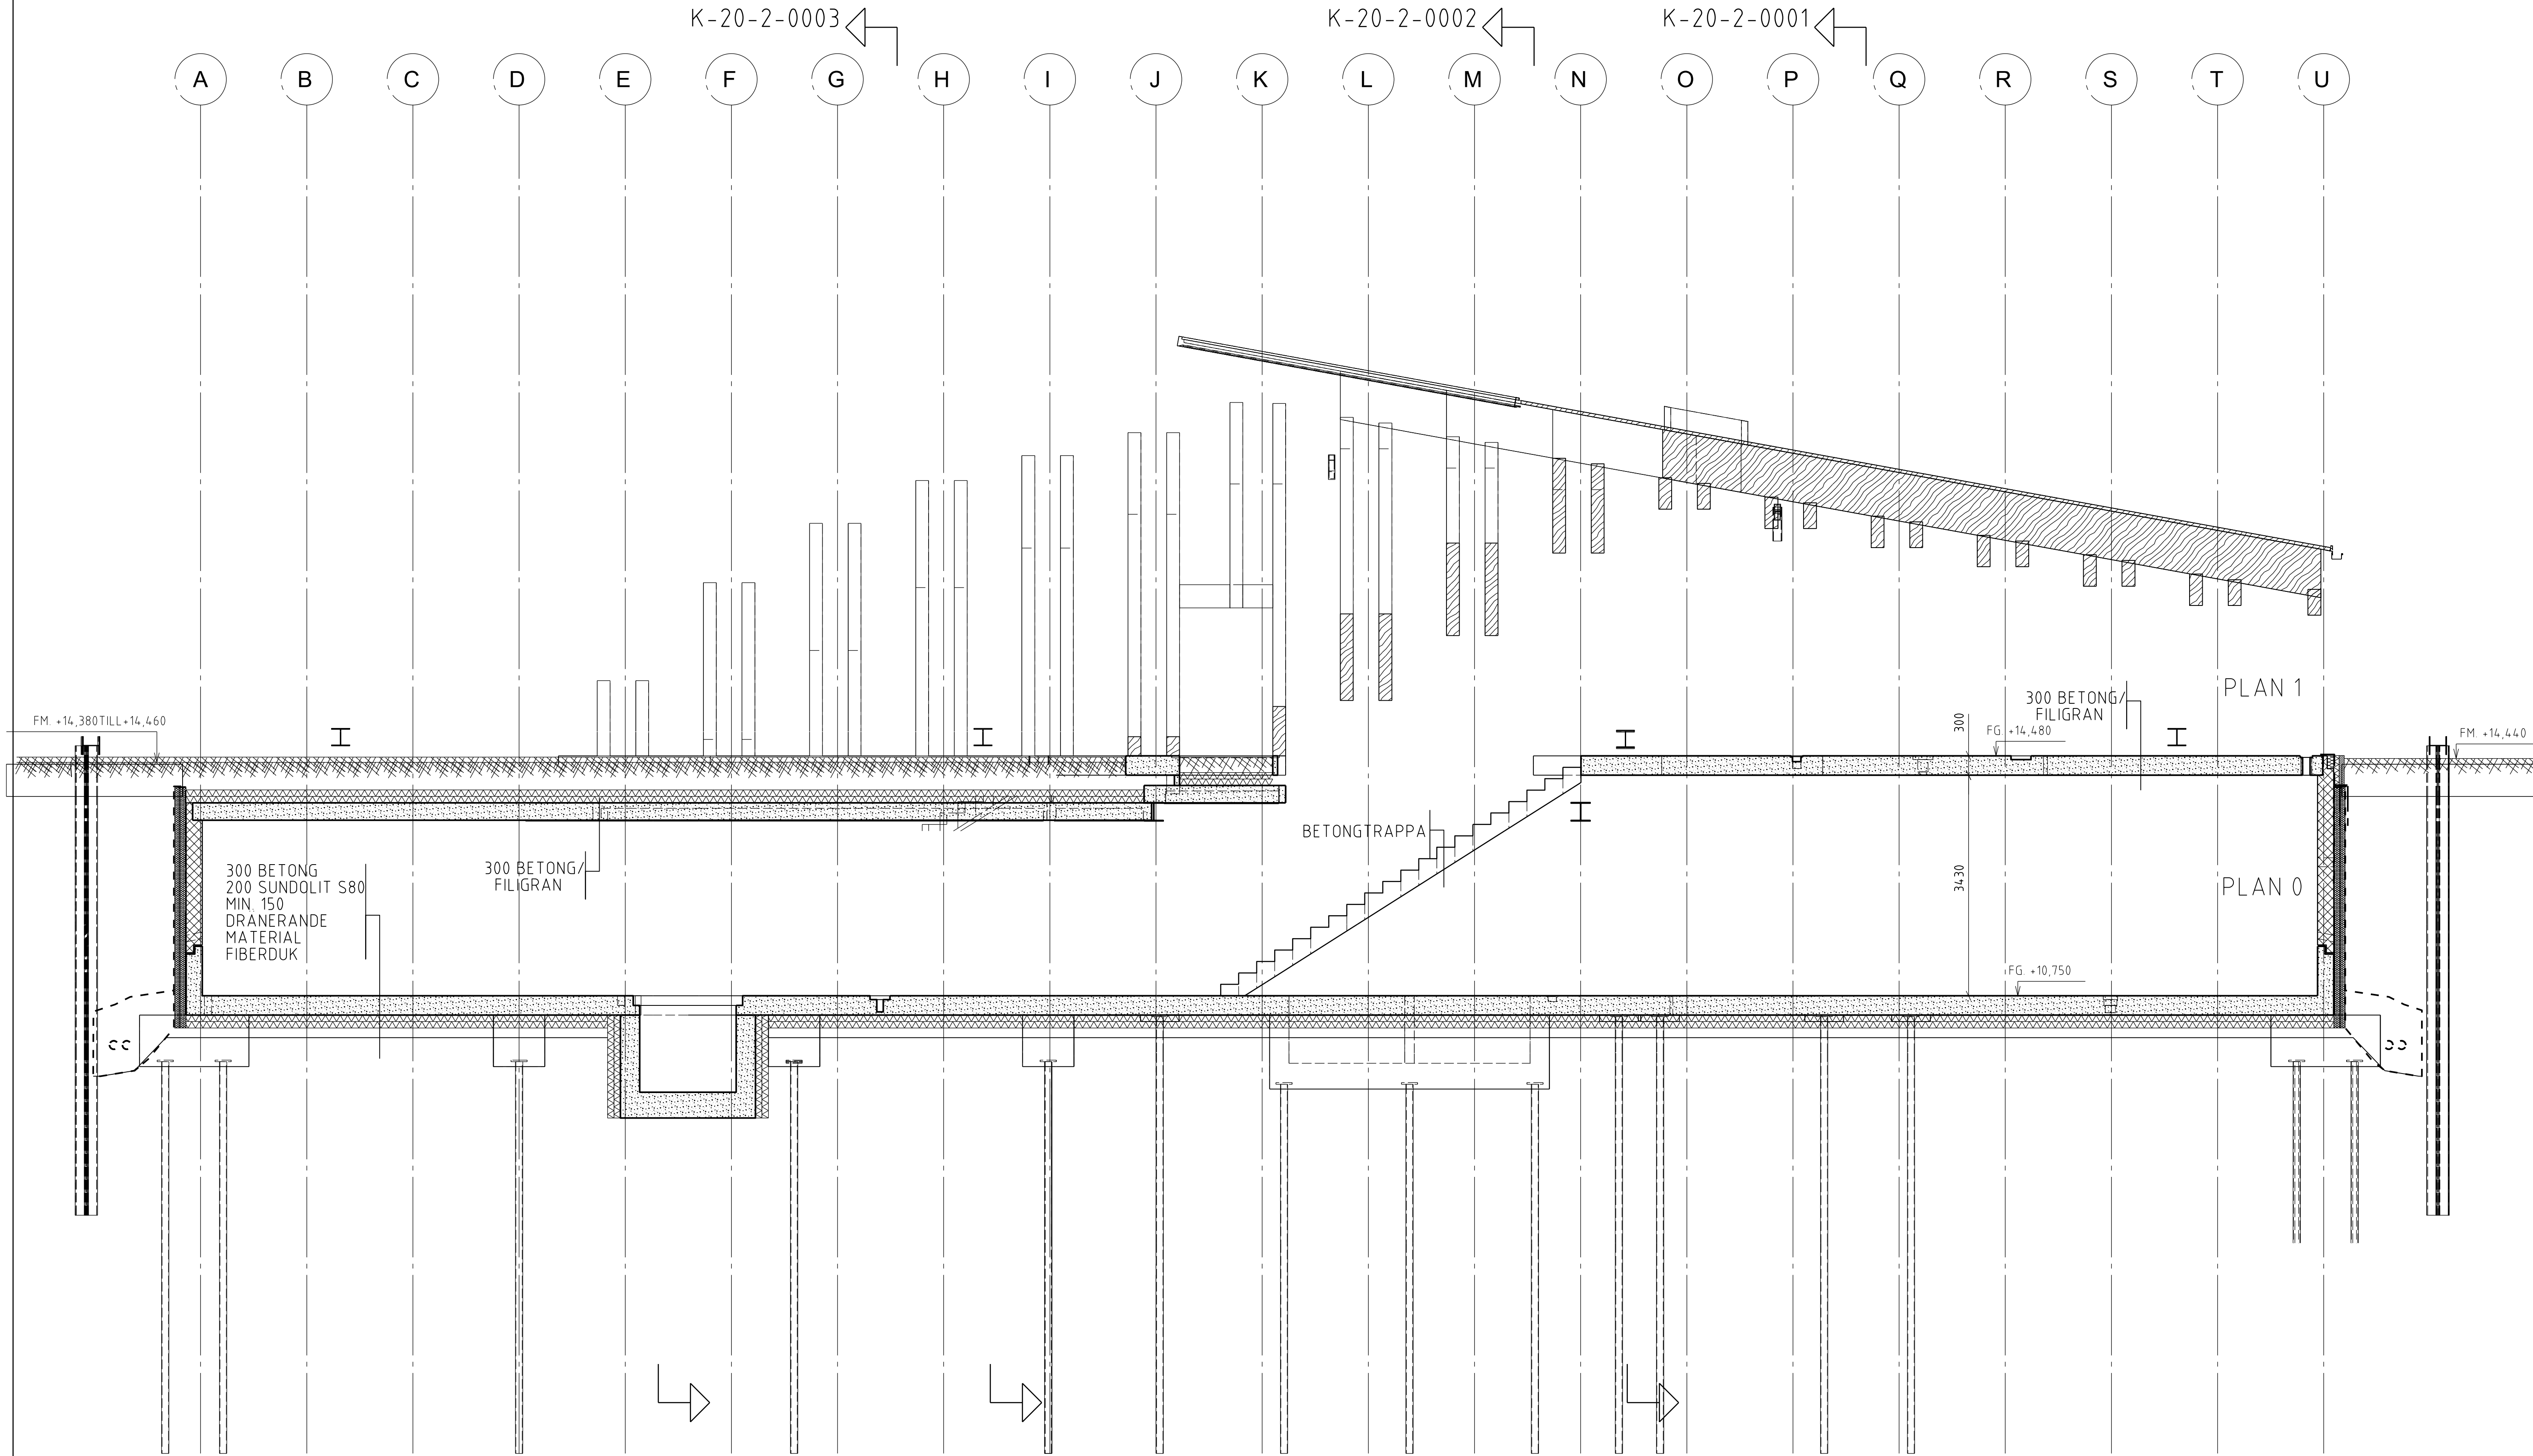 K-20-2-0003
K-20-2-0002
K-20-2-0001
A B C D E F G H I J K L M N O P Q R S T U
PLAN 1
300 BETONG/
FILIGRAN
FM. +14,380TILL+14,460
300
FG. +14,480
FM. +14,440
BETONGTRAPPA
300 BETONG
200 SUNDOLIT S80
MIN. 150
DRÄNERANDE
MATERIAL
FIBERDUK
300 BETONG/
FILIGRAN
3430
PLAN 0
FG. +10,750